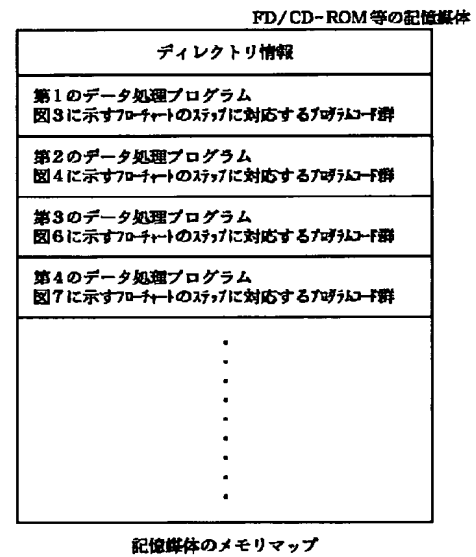 FD/CD-ROM等の記憶媒体
ディレクトリ情報
第1のデータ処理プログラム
図3に示すフローチャートのステップに対応するプログラムコード群
第2のデータ処理プログラム
図4に示すフローチャートのステップに対応するプログラムコード群
第3のデータ処理プログラム
図6に示すフローチャートのステップに対応するプログラムコード群
第4のデータ処理プログラム
図7に示すフローチャートのステップに対応するプログラムコード群
記憶媒体のメモリマップ